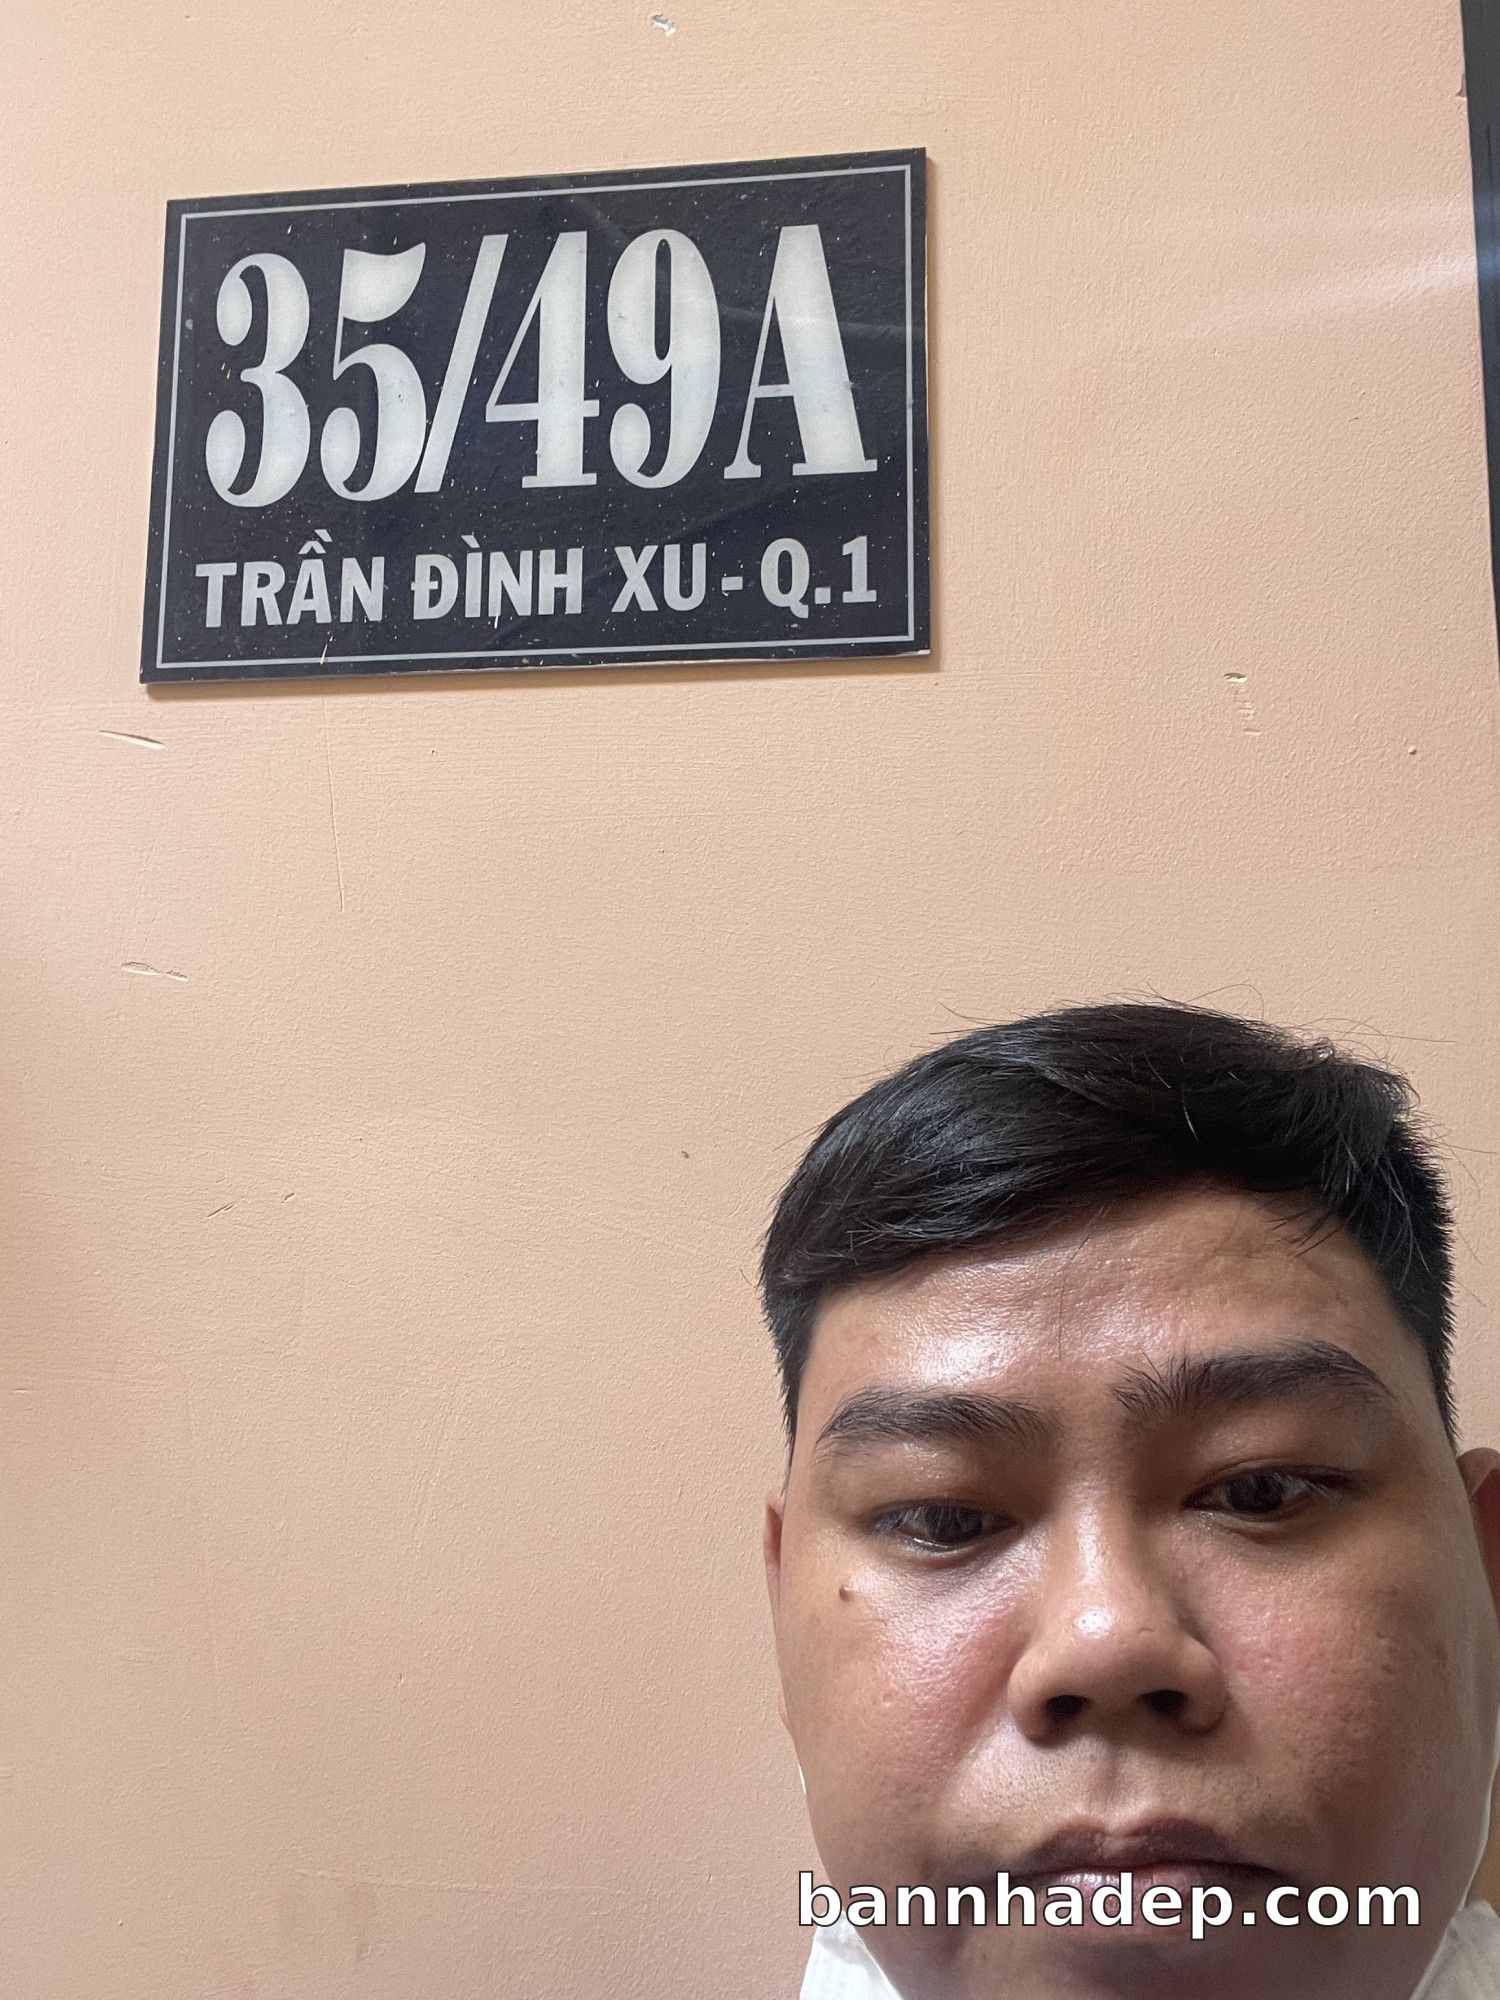 35/49A
TRẦN ĐÌNH XU - Q.1
bannhadep.com